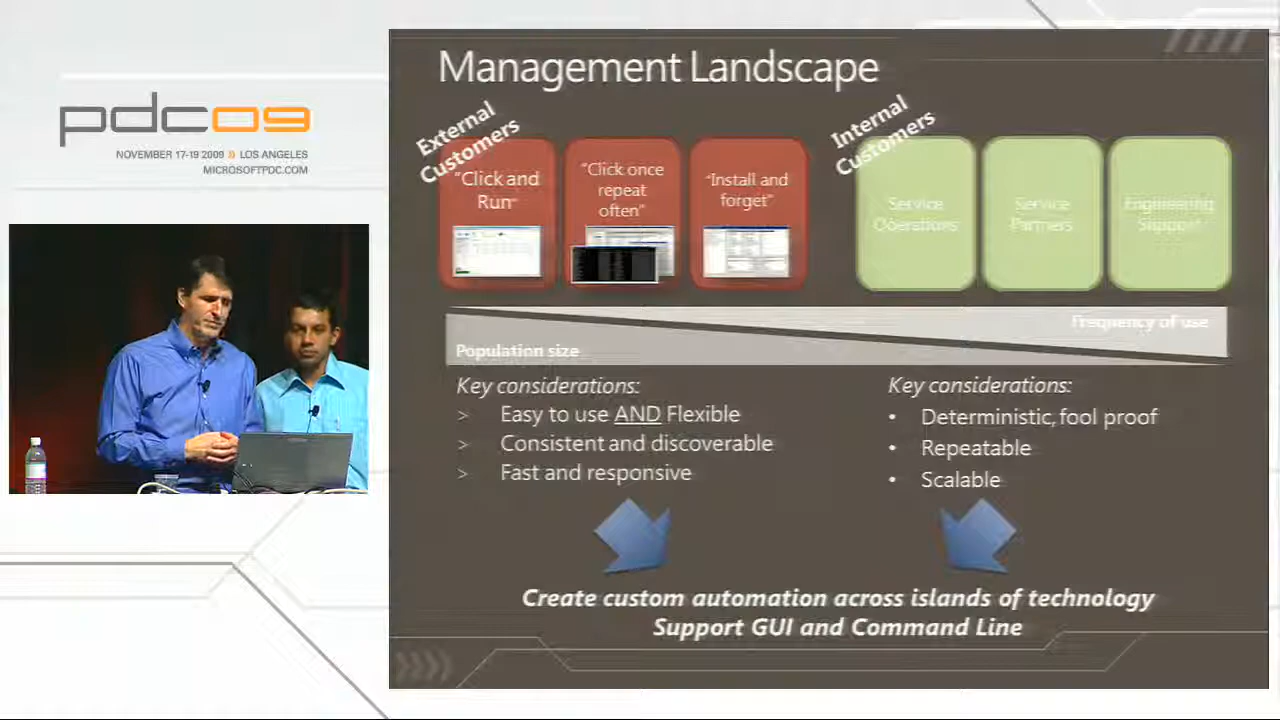 pdc09
NOVEMBER 17-19 2009 » LOS ANGELES
MICROSOFTPDC.COM
Management Landscape
External
Customers
"Click and
Run"
"Click once
repeat
often"
"Install and
forget"
Internal
Customers
Service
Operations
Service
Partners
Engineering
Support
Frequency of use
Population size
Key considerations:
> Easy to use AND Flexible
> Consistent and discoverable
> Fast and responsive
Key considerations:
• Deterministic, fool proof
• Repeatable
• Scalable
Create custom automation across islands of technology
Support GUI and Command Line